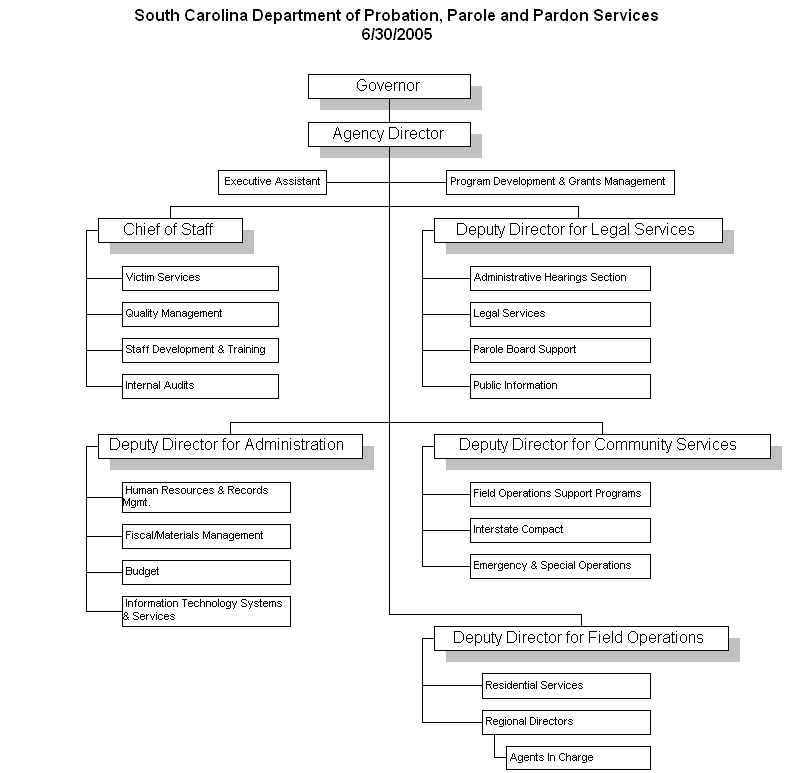 South Carolina Department of Probation, Parole and Pardon Services
6/30/2005
Governor
Agency Director
Executive Assistant
Program Development & Grants Management
Chief of Staff
Victim Services
Quality Management
Staff Development & Training
Internal Audits
Deputy Director for Legal Services
Administrative Hearings Section
Legal Services
Parole Board Support
Public Information
Deputy Director for Administration
Human Resources & Records
Mgmt.
Fiscal/Materials Management
Budget
Information Technology Systems
& Services
Deputy Director for Community Services
Field Operations Support Programs
Interstate Compact
Emergency & Special Operations
Deputy Director for Field Operations
Residential Services
Regional Directors
Agents In Charge